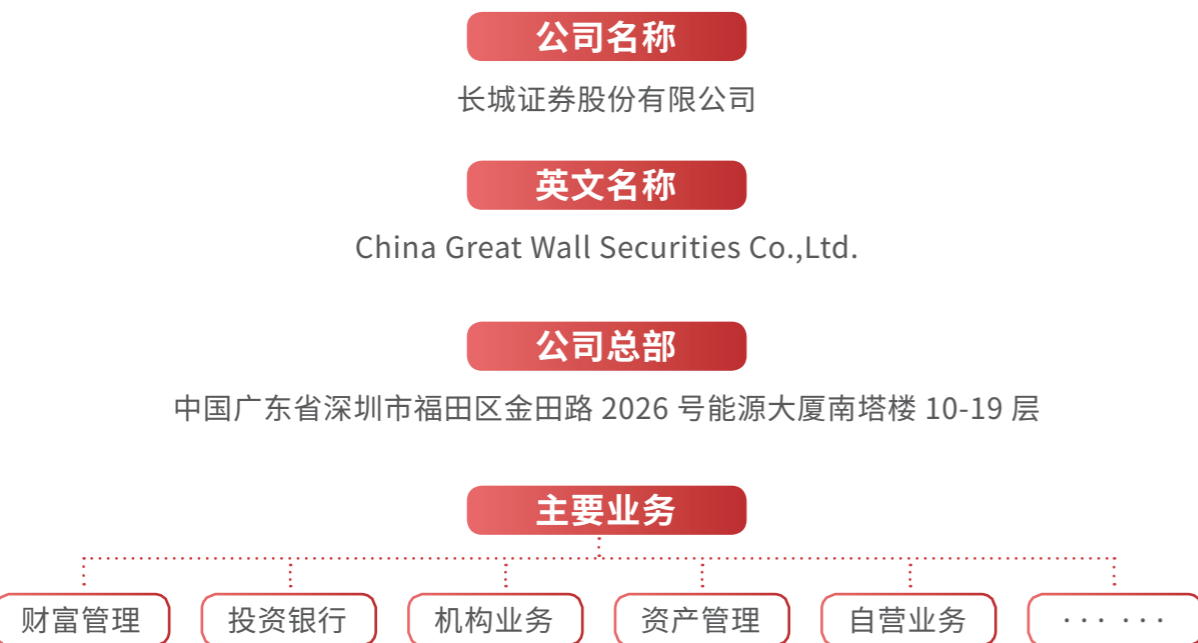 公司名称
长城证券股份有限公司
英文名称
China Great Wall Securities Co.,Ltd.
公司总部
中国广东省深圳市福田区金田路 2026 号能源大厦南塔楼 10-19 层
主要业务
财富管理 投资银行 机构业务 资产管理 自营业务 · · · · · ·